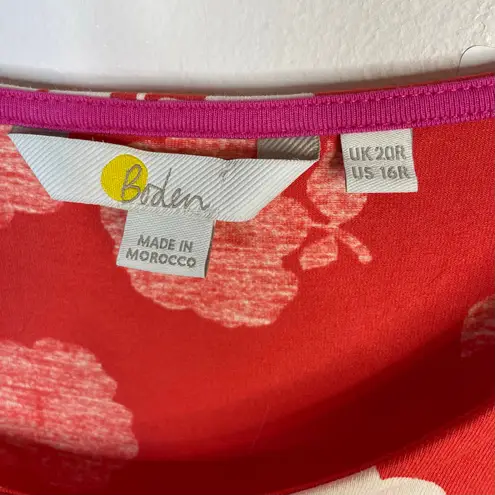 Boden
MADE IN
MOROCCO
UK 20R
US 16R